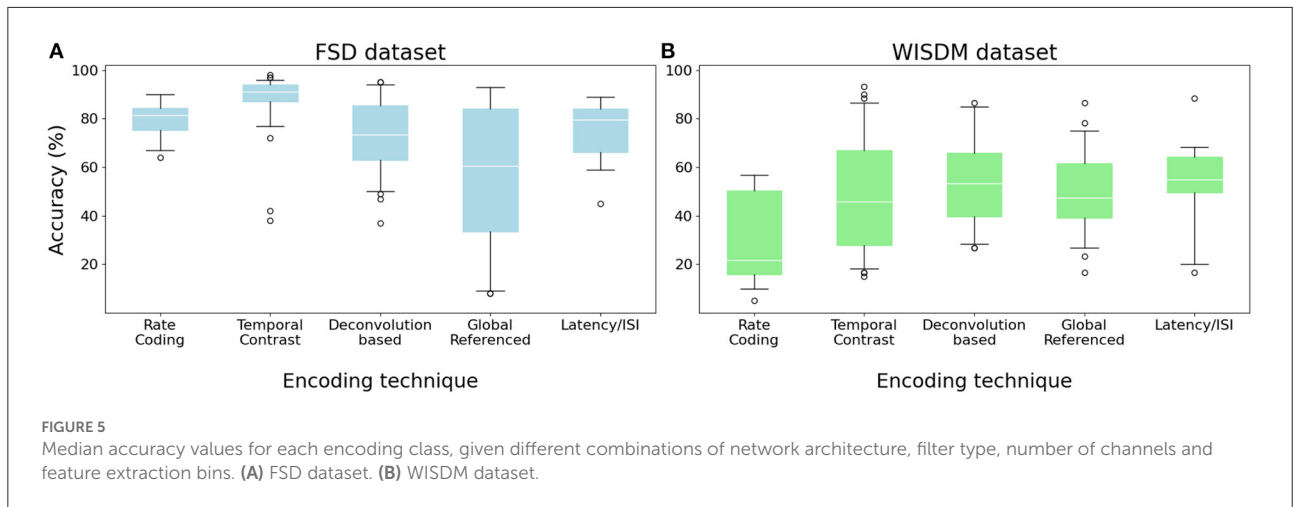 A
FSD dataset
B
WISDM dataset
Accuracy (%)
100
80
60
40
20
Rate
Coding
Temporal
Contrast
Deconvolution
based
Global
Referenced
Latency/ISI
Encoding technique
100
80
60
40
20
Rate
Coding
Temporal
Contrast
Deconvolution
based
Global
Referenced
Latency/ISI
Encoding technique
FIGURE 5
Median accuracy values for each encoding class, given different combinations of network architecture, filter type, number of channels and
feature extraction bins. (A) FSD dataset. (B) WISDM dataset.